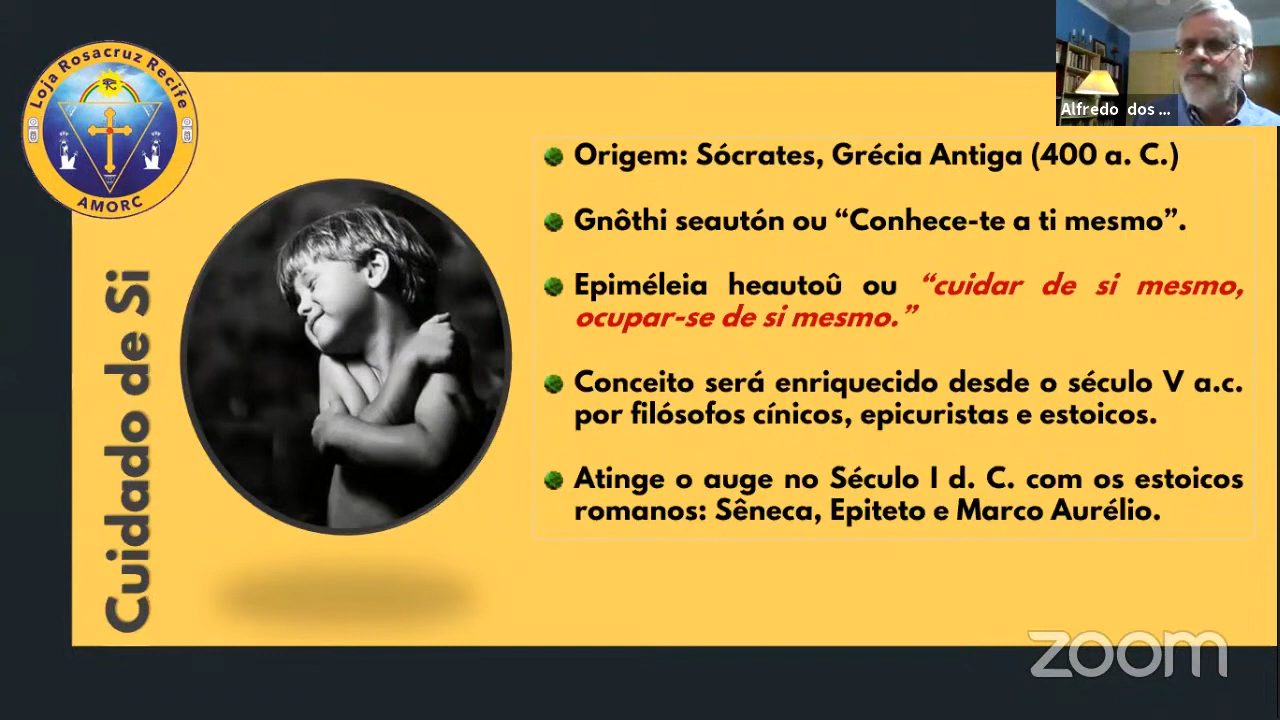 Loja Rosacruz Recife
AMORC
Alfredo dos ...
Cuidado de Si
Origem: Sócrates, Grécia Antiga (400 a. C.)
Gnôthi seautón ou “Conhece-te a ti mesmo”.
Epiméleia heautoû ou “cuidar de si mesmo,
ocupar-se de si mesmo.”
Conceito será enriquecido desde o século V a.c.
por filósofos cínicos, epicuristas e estoicos.
Atinge o auge no Século I d. C. com os estoicos
romanos: Sêneca, Epiteto e Marco Aurélio.
zoom